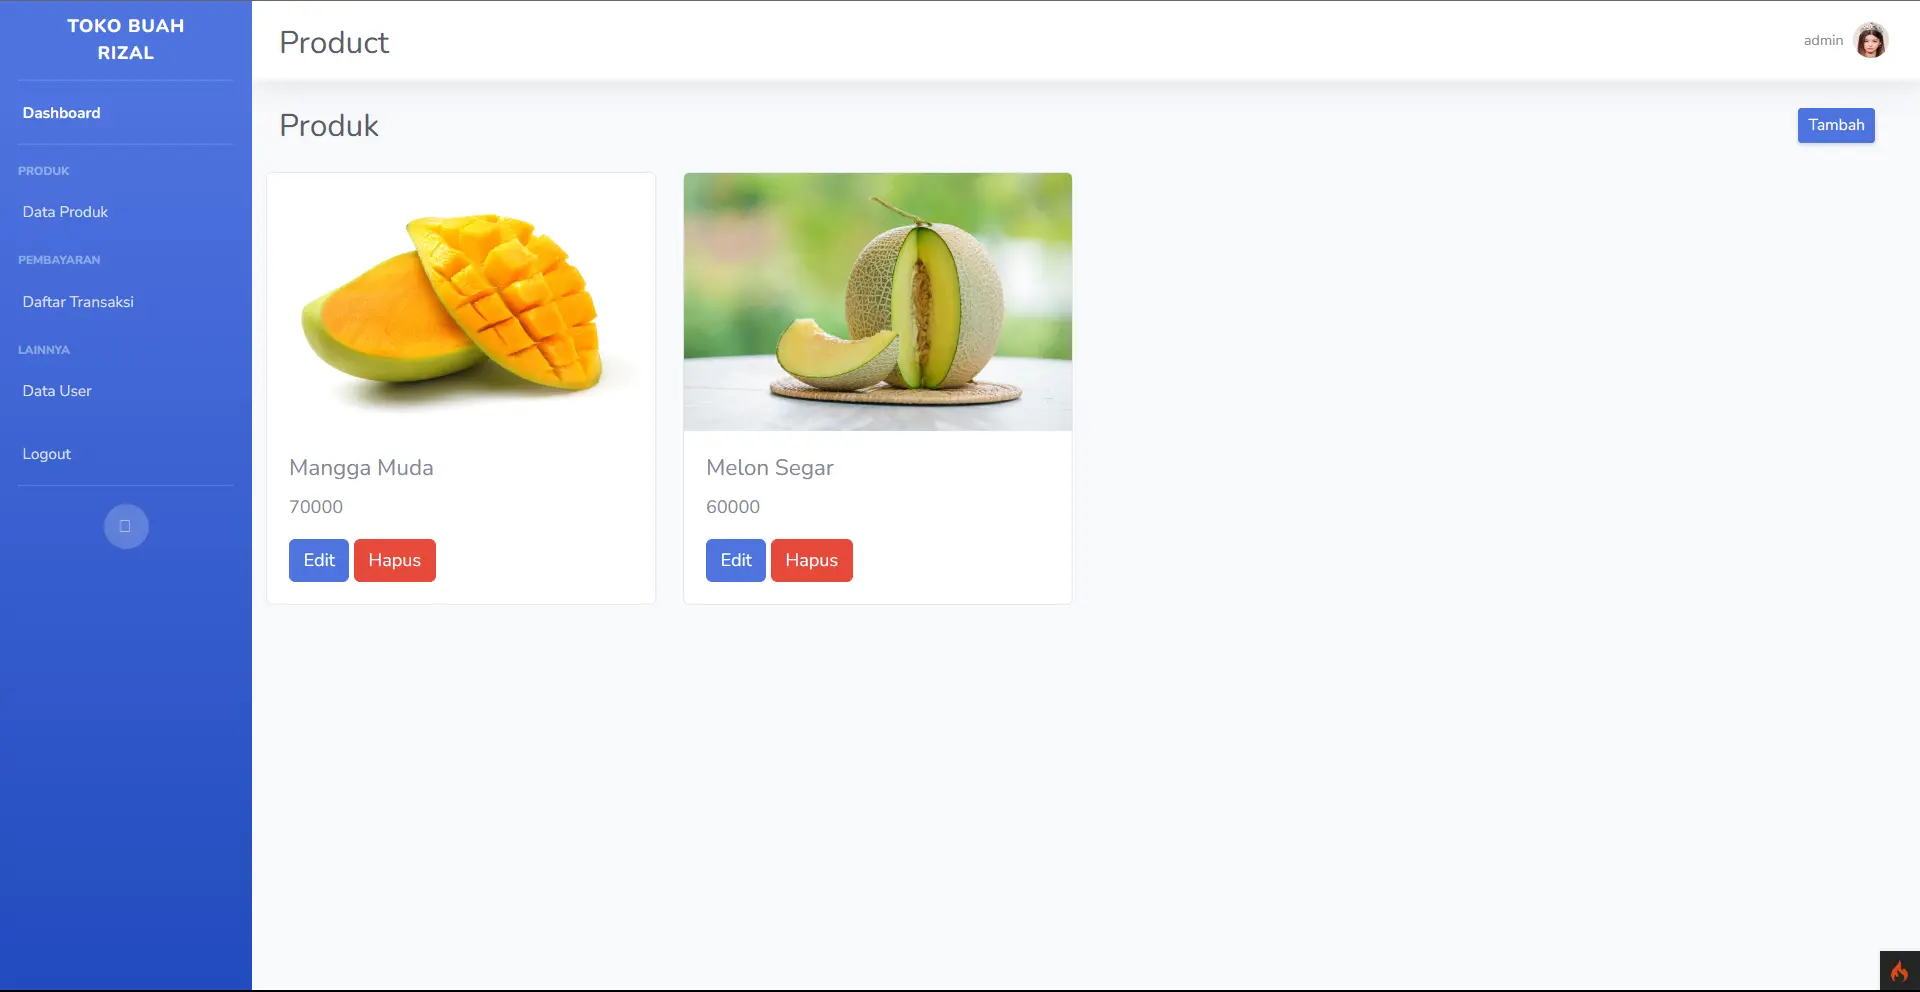 TOKO BUAH
RIZAL
Dashboard
PRODUK
Data Produk
PEMBAYARAN
Daftar Transaksi
LAINNYA
Data User
Logout
Product
admin
Produk
Tambah
Mangga Muda
70000
Edit Hapus
Melon Segar
60000
Edit Hapus